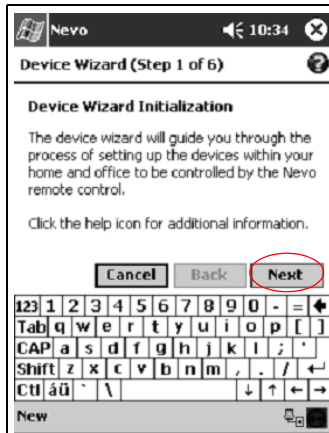 Nevo 10:34
Device Wizard (Step 1 of 6)
Device Wizard Initialization
The device wizard will guide you through the
process of setting up the devices within your
home and office to be controlled by the Nevo
remote control.
Click the help icon for additional information.
Cancel Back Next
123 1 2 3 4 5 6 7 8 9 0 - =
Tab q w e r t y u i o p [ ]
CAP a s d f g h j k l ; '
Shift z x c v b n m , . /
Ctl áü ` \
New